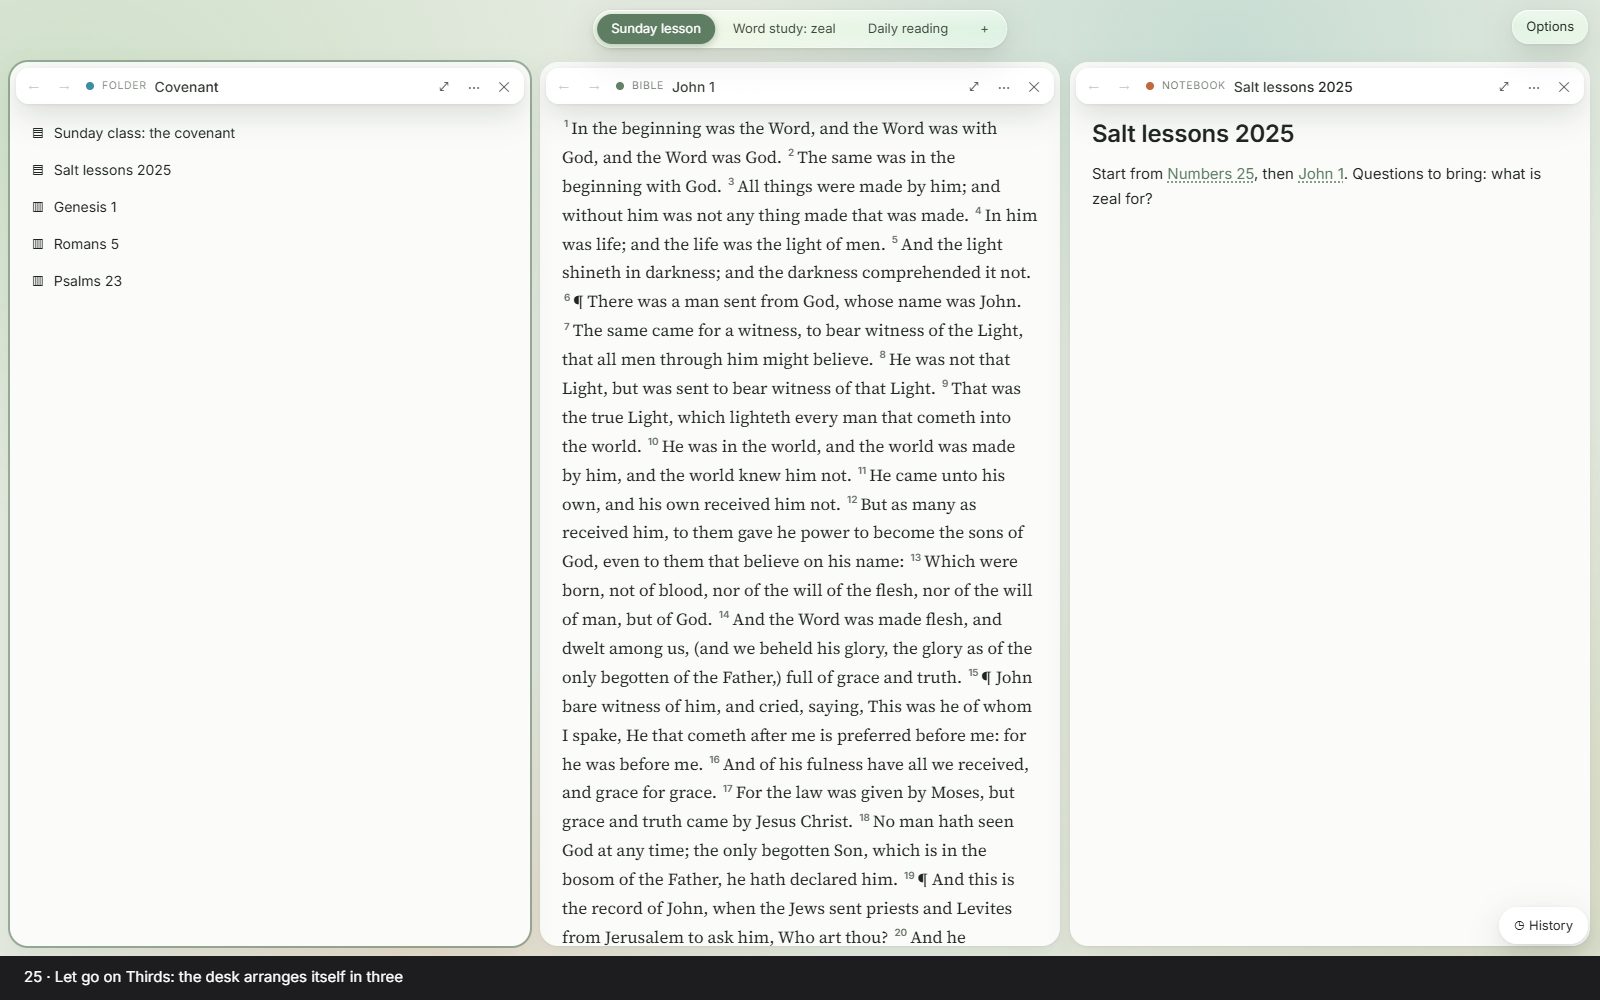 Sunday lesson
Word study: zeal
Daily reading
+
Options
← → FOLDER Covenant
Sunday class: the covenant
Salt lessons 2025
Genesis 1
Romans 5
Psalms 23
← → BIBLE John 1
1 In the beginning was the Word, and the Word was with
God, and the Word was God. 2 The same was in the
beginning with God. 3 All things were made by him; and
without him was not any thing made that was made. 4 In him
was life; and the life was the light of men. 5 And the light
shineth in darkness; and the darkness comprehended it not.
6 ¶ There was a man sent from God, whose name was John.
7 The same came for a witness, to bear witness of the Light,
that all men through him might believe. 8 He was not that
Light, but was sent to bear witness of that Light. 9 That was
the true Light, which lighteth every man that cometh into
the world. 10 He was in the world, and the world was made
by him, and the world knew him not. 11 He came unto his
own, and his own received him not. 12 But as many as
received him, to them gave he power to become the sons of
God, even to them that believe on his name: 13 Which were
born, not of blood, nor of the will of the flesh, nor of the will
of man, but of God. 14 And the Word was made flesh, and
dwelt among us, (and we beheld his glory, the glory as of the
only begotten of the Father,) full of grace and truth. 15 ¶ John
bare witness of him, and cried, saying, This was he of whom
I spake, He that cometh after me is preferred before me: for
he was before me. 16 And of his fulness have all we received,
and grace for grace. 17 For the law was given by Moses, but
grace and truth came by Jesus Christ. 18 No man hath seen
God at any time; the only begotten Son, which is in the
bosom of the Father, he hath declared him. 19 ¶ And this is
the record of John, when the Jews sent priests and Levites
from Jerusalem to ask him, Who art thou? 20 And he
← → NOTEBOOK Salt lessons 2025
Salt lessons 2025
Start from Numbers 25, then John 1. Questions to bring: what is
zeal for?
History
25 · Let go on Thirds: the desk arranges itself in three